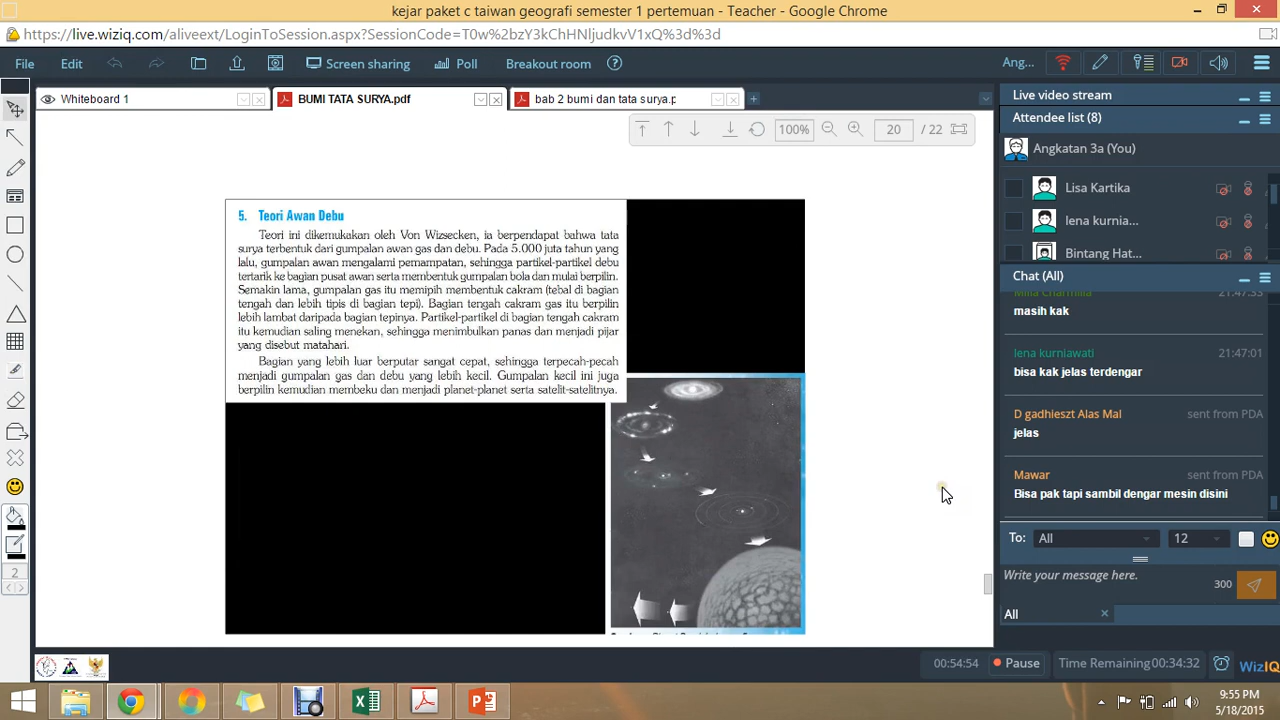 kejar paket c taiwan geografi semester 1 pertemuan - Teacher - Google Chrome
https://live.wiziq.com/aliveext/LoginToSession.aspx?SessionCode=T0w%2bzY3kChHNljudkvV1xQ%3d%3d
File Edit Screen sharing Poll Breakout room Ang...
Whiteboard 1 BUMI TATA SURYA.pdf bab 2 bumi dan tata surya.p
100% 20 / 22
5. Teori Awan Debu
Teori ini dikemukakan oleh Von Wizsecken, ia berpendapat bahwa tata
surya terbentuk dari gumpalan awan gas dan debu. Pada 5.000 juta tahun yang
lalu, gumpalan awan mengalami pemampatan, sehingga partikel-partikel debu
tertarik ke bagian pusat awan serta membentuk gumpalan bola dan mulai berpilin.
Semakin lama, gumpalan gas itu memipih membentuk cakram (tebal di bagian
tengah dan lebih tipis di bagian tepi). Bagian tengah cakram gas itu berpilin
lebih lambat daripada bagian tepinya. Partikel-partikel di bagian tengah cakram
itu kemudian saling menekan, sehingga menimbulkan panas dan menjadi pijar
yang disebut matahari.
Bagian yang lebih luar berputar sangat cepat, sehingga terpecah-pecah
menjadi gumpalan gas dan debu yang lebih kecil. Gumpalan kecil ini juga
berpilin kemudian membeku dan menjadi planet-planet serta satelit-satelitnya.
2
Live video stream
Attendee list (8)
Angkatan 3a (You)
Lisa Kartika
Iena kurnia...
Bintang Hat...
Chat (All)
21:47:33
masih kak
Iena kurniawati 21:47:01
bisa kak jelas terdengar
D gadhieszt Alas Mal sent from PDA
jelas
Mawar sent from PDA
Bisa pak tapi sambil dengar mesin disini
To: All 12
Write your message here. 300
All
00:54:54 Pause Time Remaining 00:34:32 WizIQ
9:55 PM
5/18/2015